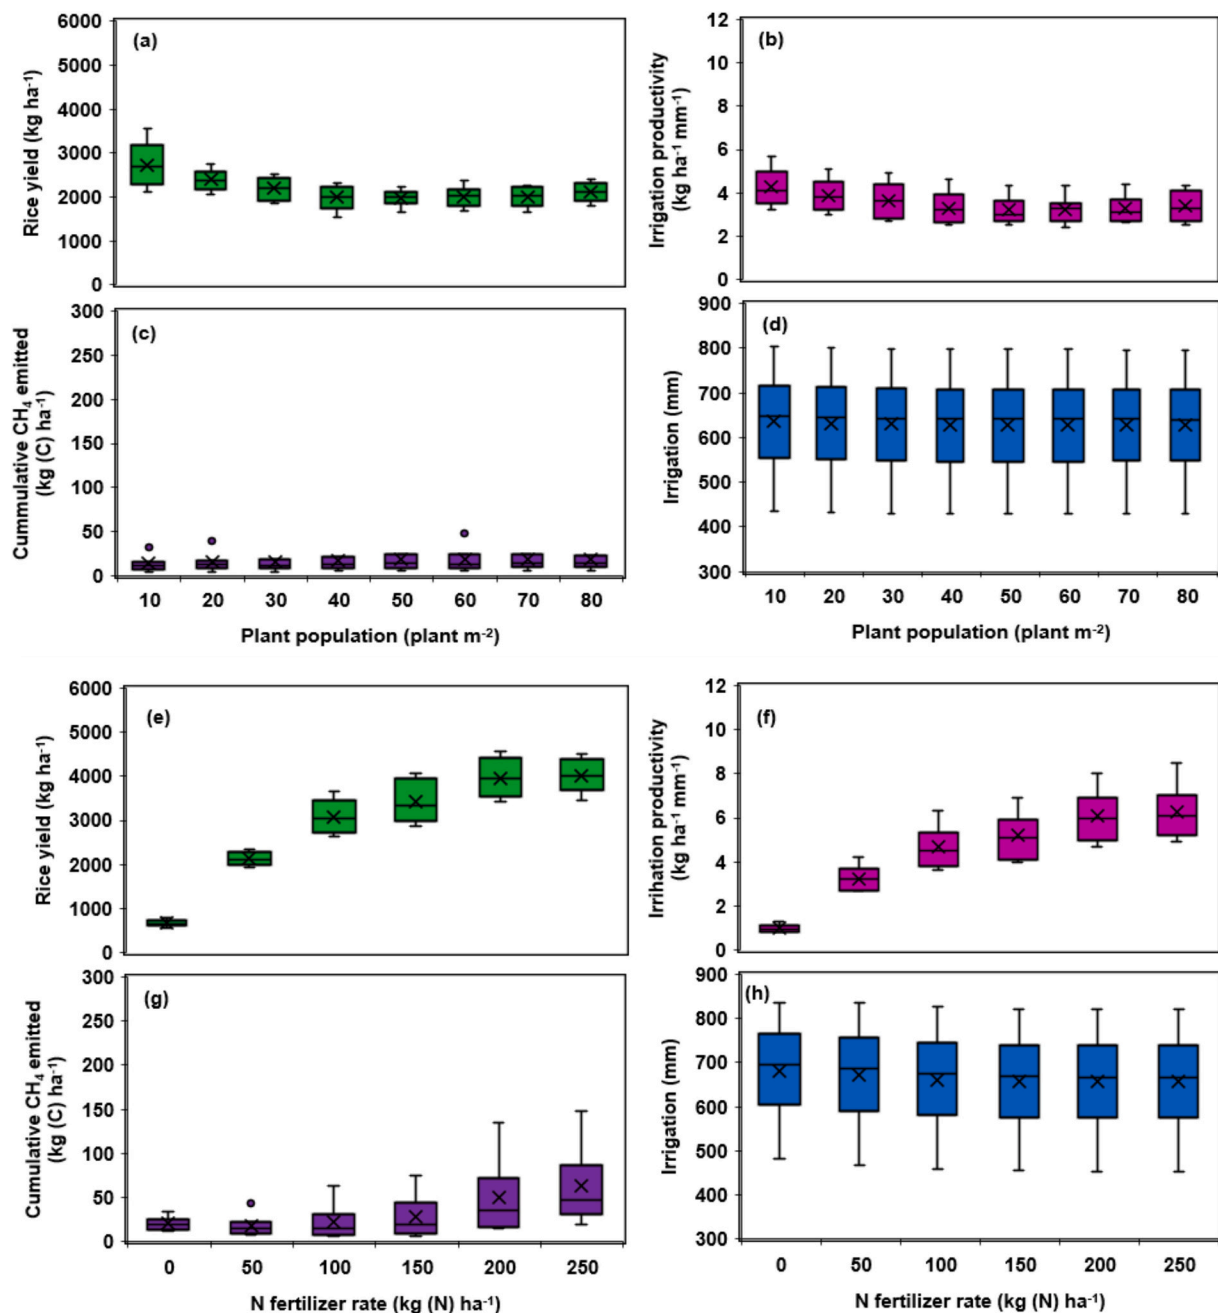 (a)
Rice yield (kg ha⁻¹)
6000
5000
4000
3000
2000
1000
0
(b)
Irrigation productivity
(kg ha⁻¹ mm⁻¹)
12
10
8
6
4
2
0
(c)
Cummulative CH₄ emitted
(kg (C) ha⁻¹)
300
250
200
150
100
50
0
10 20 30 40 50 60 70 80
Plant population (plant m⁻²)
(d)
Irrigation (mm)
900
800
700
600
500
400
300
10 20 30 40 50 60 70 80
Plant population (plant m⁻²)
(e)
Rice yield (kg ha⁻¹)
6000
5000
4000
3000
2000
1000
0
(f)
Irrihation productivity
(kg ha⁻¹ mm⁻¹)
12
10
8
6
4
2
0
(g)
Cumulative CH₄ emitted
(kg (C) ha⁻¹)
300
250
200
150
100
50
0
0 50 100 150 200 250
N fertilizer rate (kg (N) ha⁻¹)
(h)
Irrigation (mm)
900
800
700
600
500
400
300
0 50 100 150 200 250
N fertilizer rate (kg (N) ha⁻¹)